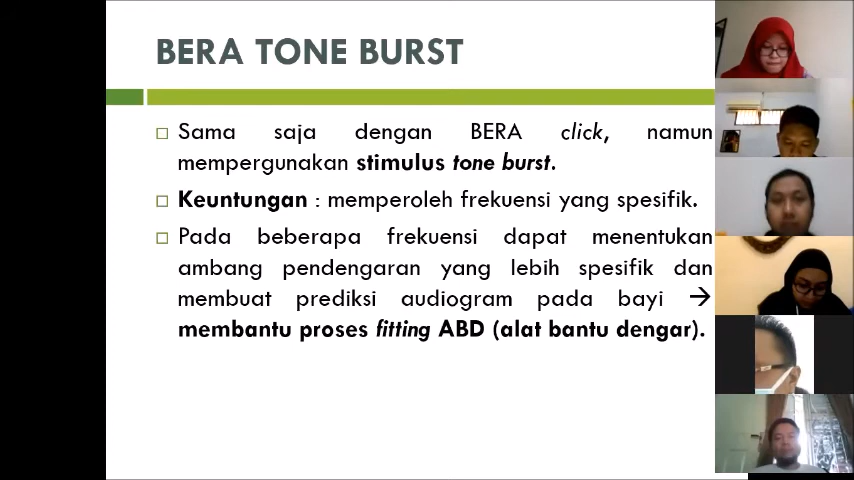 BERA TONE BURST
Sama saja dengan BERA click, namun
mempergunakan stimulus tone burst.
Keuntungan : memperoleh frekuensi yang spesifik.
Pada beberapa frekuensi dapat menentukan
ambang pendengaran yang lebih spesifik dan
membuat prediksi audiogram pada bayi →
membantu proses fitting ABD (alat bantu dengar).